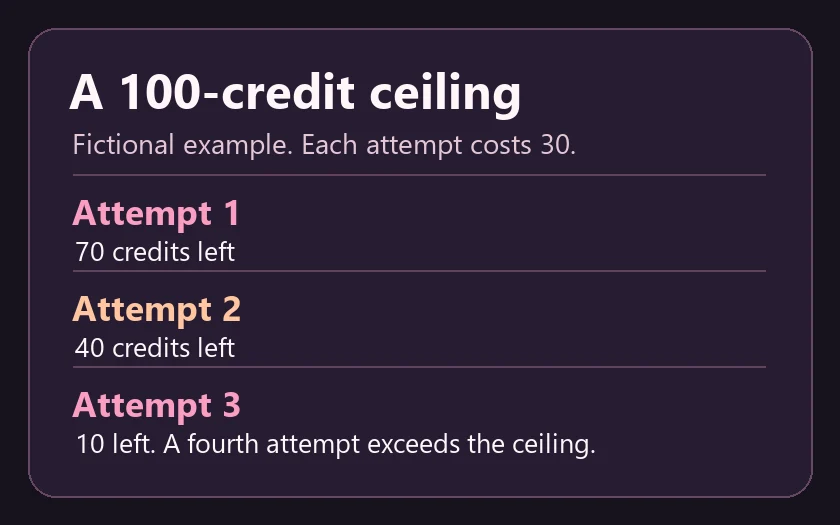 A 100-credit ceiling
Fictional example. Each attempt costs 30.
Attempt 1
70 credits left
Attempt 2
40 credits left
Attempt 3
10 left. A fourth attempt exceeds the ceiling.